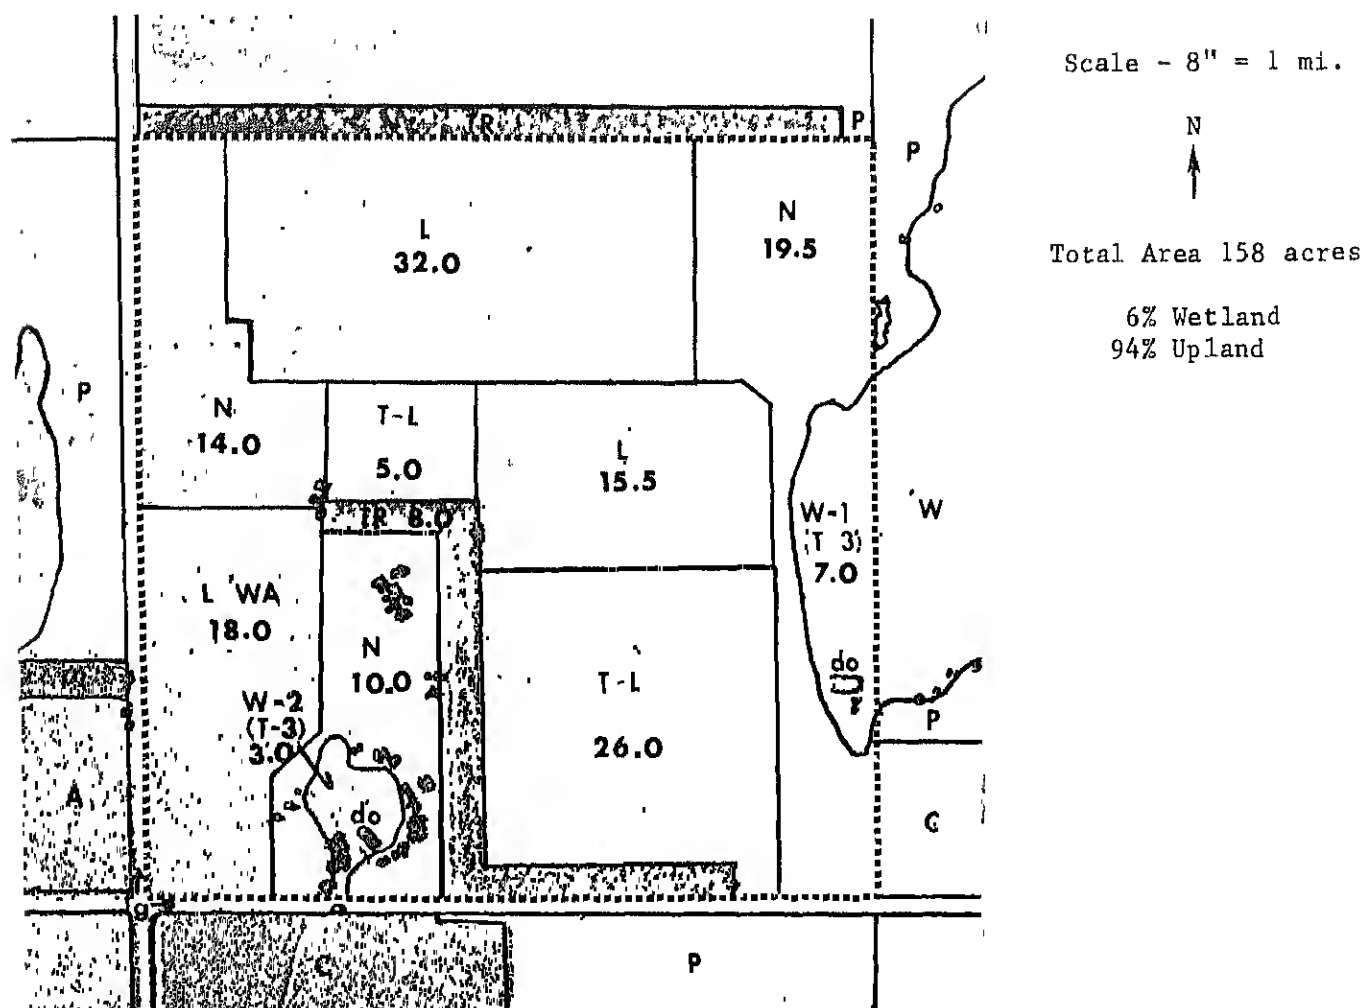 Scale - 8" = 1 mi.
N
Total Area 158 acres
6% Wetland
94% Upland
R
P
P
L
32.0
N
19.5
P
N
14.0
T-L
5.0
L
15.5
TR 8.0
W-1
(T 3)
7.0
W
L WA
18.0
N
10.0
T-L
26.0
do
P
W-2
(T-3)
3.0
A
do
C
g
C
P